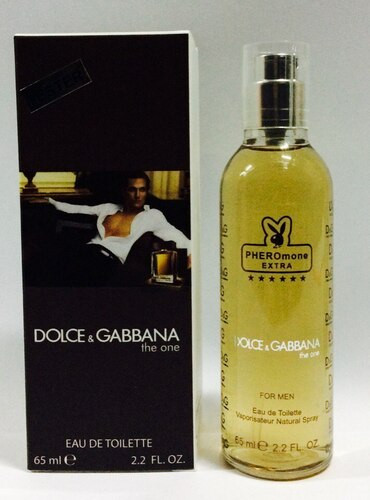 DOLCE & GABBANA
the one
EAU DE TOILETTE
65 ml ℮ 2.2 FL. OZ.
PHEROmone
EXTRA
DOLCE & GABBANA
the one
FOR MEN
Eau de Toilette
Vaporisateur Natural Spray
65 ml ℮ 2.2 FL. OZ.